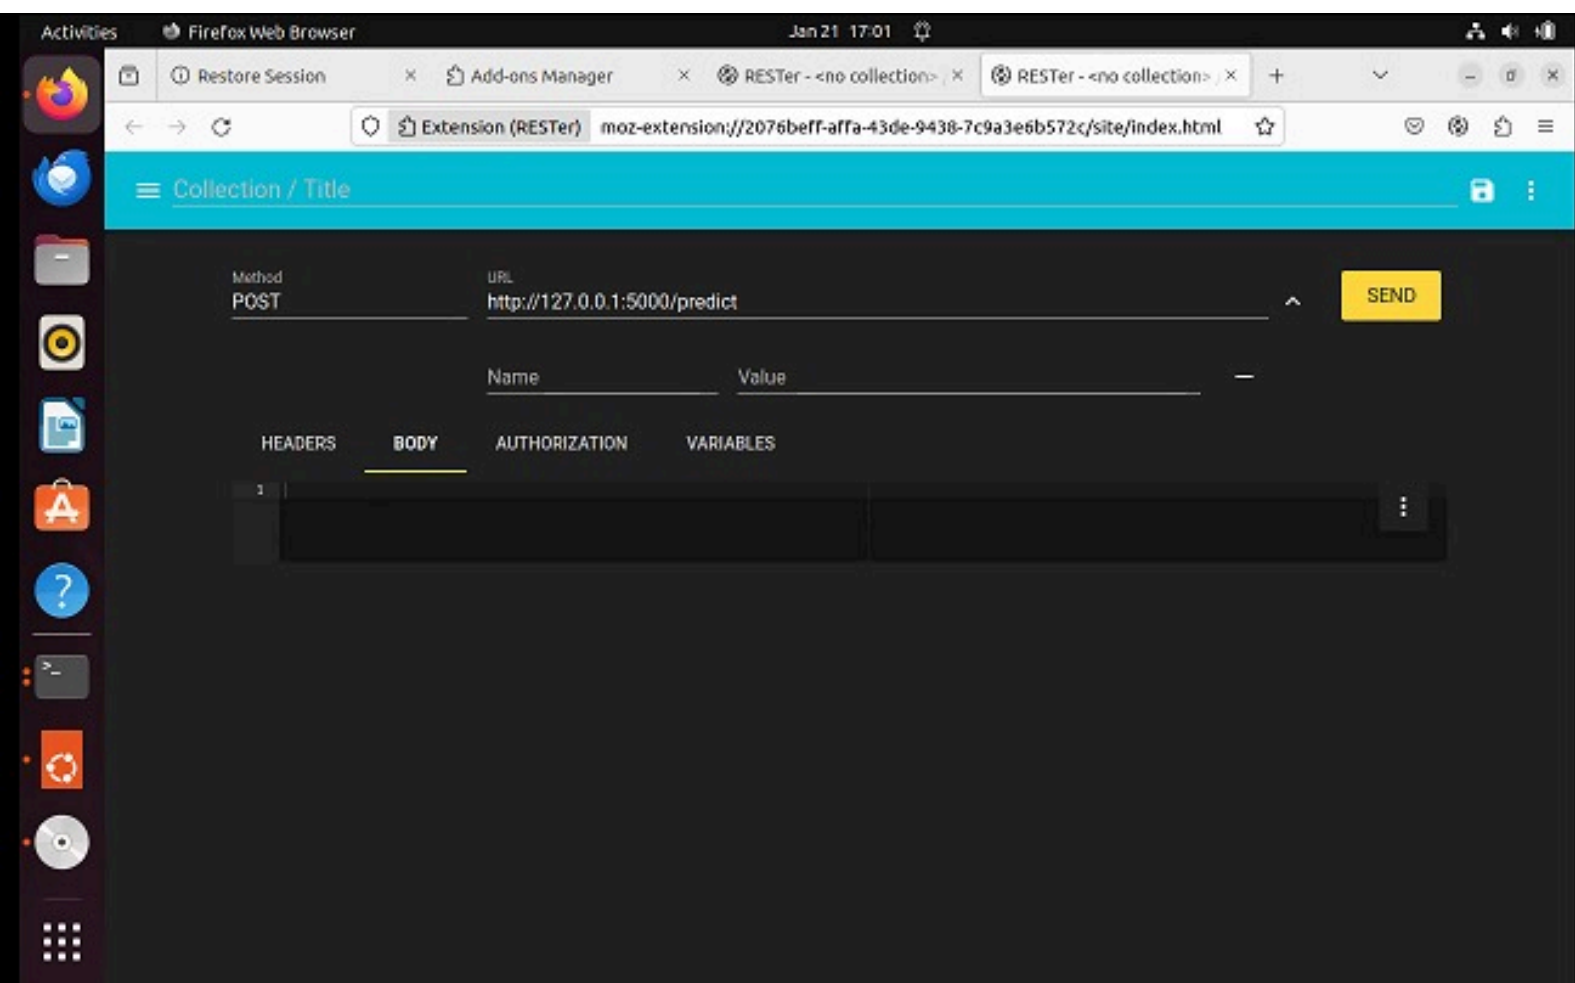 Activities Firefox Web Browser Jan 21 17:01
Restore Session × Add-ons Manager × RESTer - <no collection> / × RESTer - <no collection> / × +
Extension (RESTer) moz-extension://2076beff-affa-43de-9438-7c9a3e6b572c/site/index.html
Collection / Title
Method URL
POST http://127.0.0.1:5000/predict SEND
Name Value
HEADERS BODY AUTHORIZATION VARIABLES
1